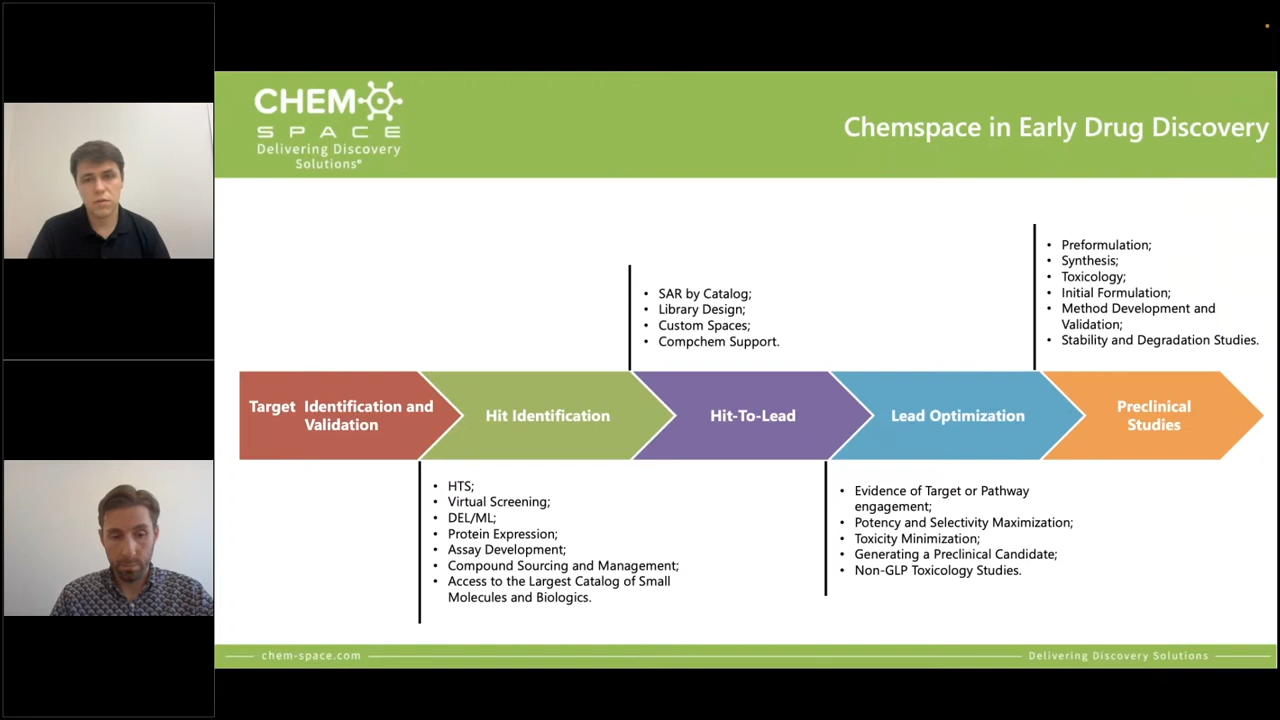 CHEM
SPACE
Delivering Discovery
Solutions®
Chemspace in Early Drug Discovery
• Preformulation;
• Synthesis;
• Toxicology;
• Initial Formulation;
• Method Development and
Validation;
• Stability and Degradation Studies.
• SAR by Catalog;
• Library Design;
• Custom Spaces;
• Compchem Support.
Target Identification and
Validation
Hit Identification
Hit-To-Lead
Lead Optimization
Preclinical
Studies
• HTS;
• Virtual Screening;
• DEL/ML;
• Protein Expression;
• Assay Development;
• Compound Sourcing and Management;
• Access to the Largest Catalog of Small
Molecules and Biologics.
• Evidence of Target or Pathway
engagement;
• Potency and Selectivity Maximization;
• Toxicity Minimization;
• Generating a Preclinical Candidate;
• Non-GLP Toxicology Studies.
chem-space.com
Delivering Discovery Solutions